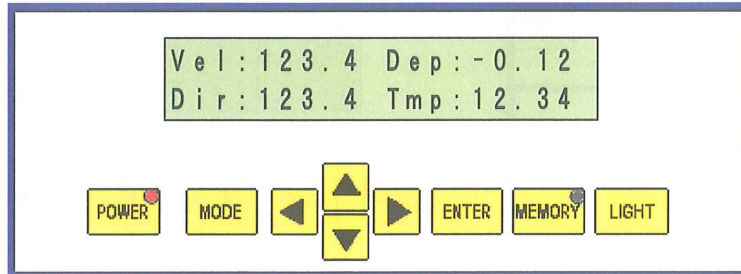 Vel:123.4 Dep:-0.12
Dir:123.4 Tmp:12.34
POWER MODE ENTER MEMORY LIGHT